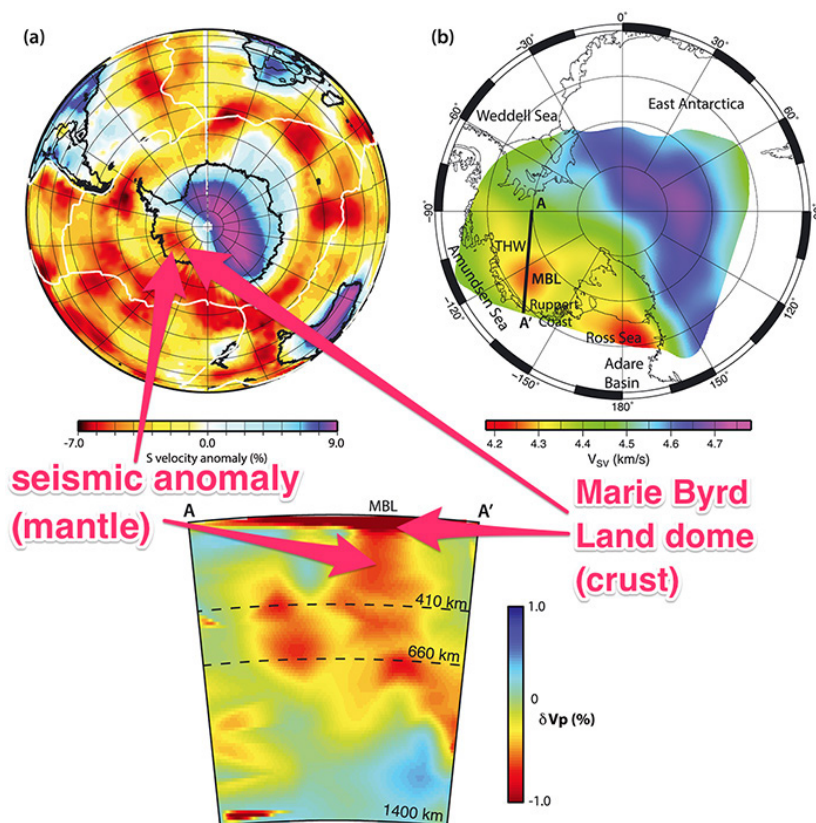 (a)
(b)
0°
30°
60°
120°
150°
180°
-150°
-120°
-90°
-60°
-30°
Weddell Sea
East Antarctica
A
THW
MBL
A'
Ruppert
Coast
Amundsen Sea
Ross Sea
Adare
Basin
-7.0
0.0
9.0
S velocity anomaly (%)
4.2
4.3
4.4
4.5
4.6
4.7
VSV (km/s)
seismic anomaly
(mantle)
Marie Byrd
Land dome
(crust)
A
MBL
A'
410 km
660 km
1400 km
1.0
0
-1.0
δVp (%)